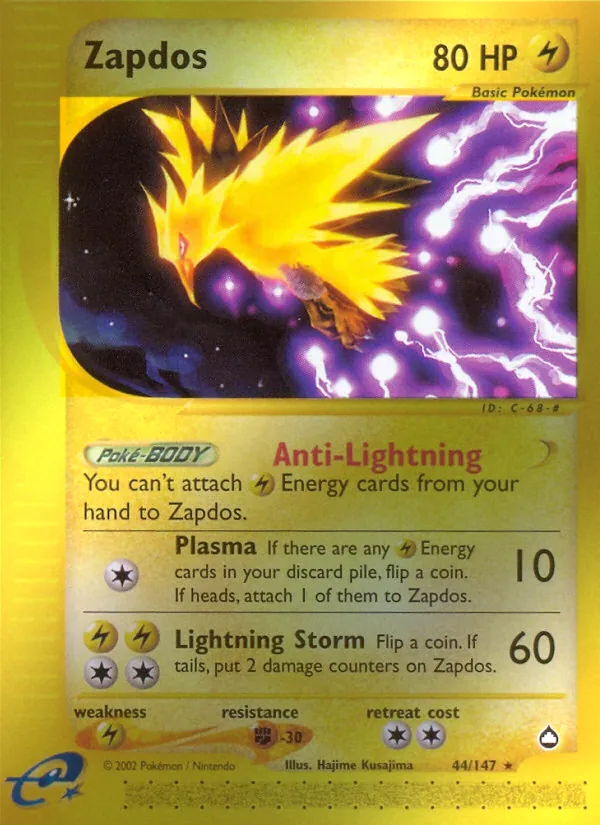 Zapdos 80 HP
Basic Pokémon
ID: C-68-#
Poké-BODY Anti-Lightning
You can't attach Energy cards from your
hand to Zapdos.
Plasma If there are any Energy
cards in your discard pile, flip a coin.
If heads, attach 1 of them to Zapdos.
10
Lightning Storm Flip a coin. If
tails, put 2 damage counters on Zapdos.
60
weakness resistance retreat cost
-30
e
© 2002 Pokémon / Nintendo Illus. Hajime Kusajima 44/147 ★